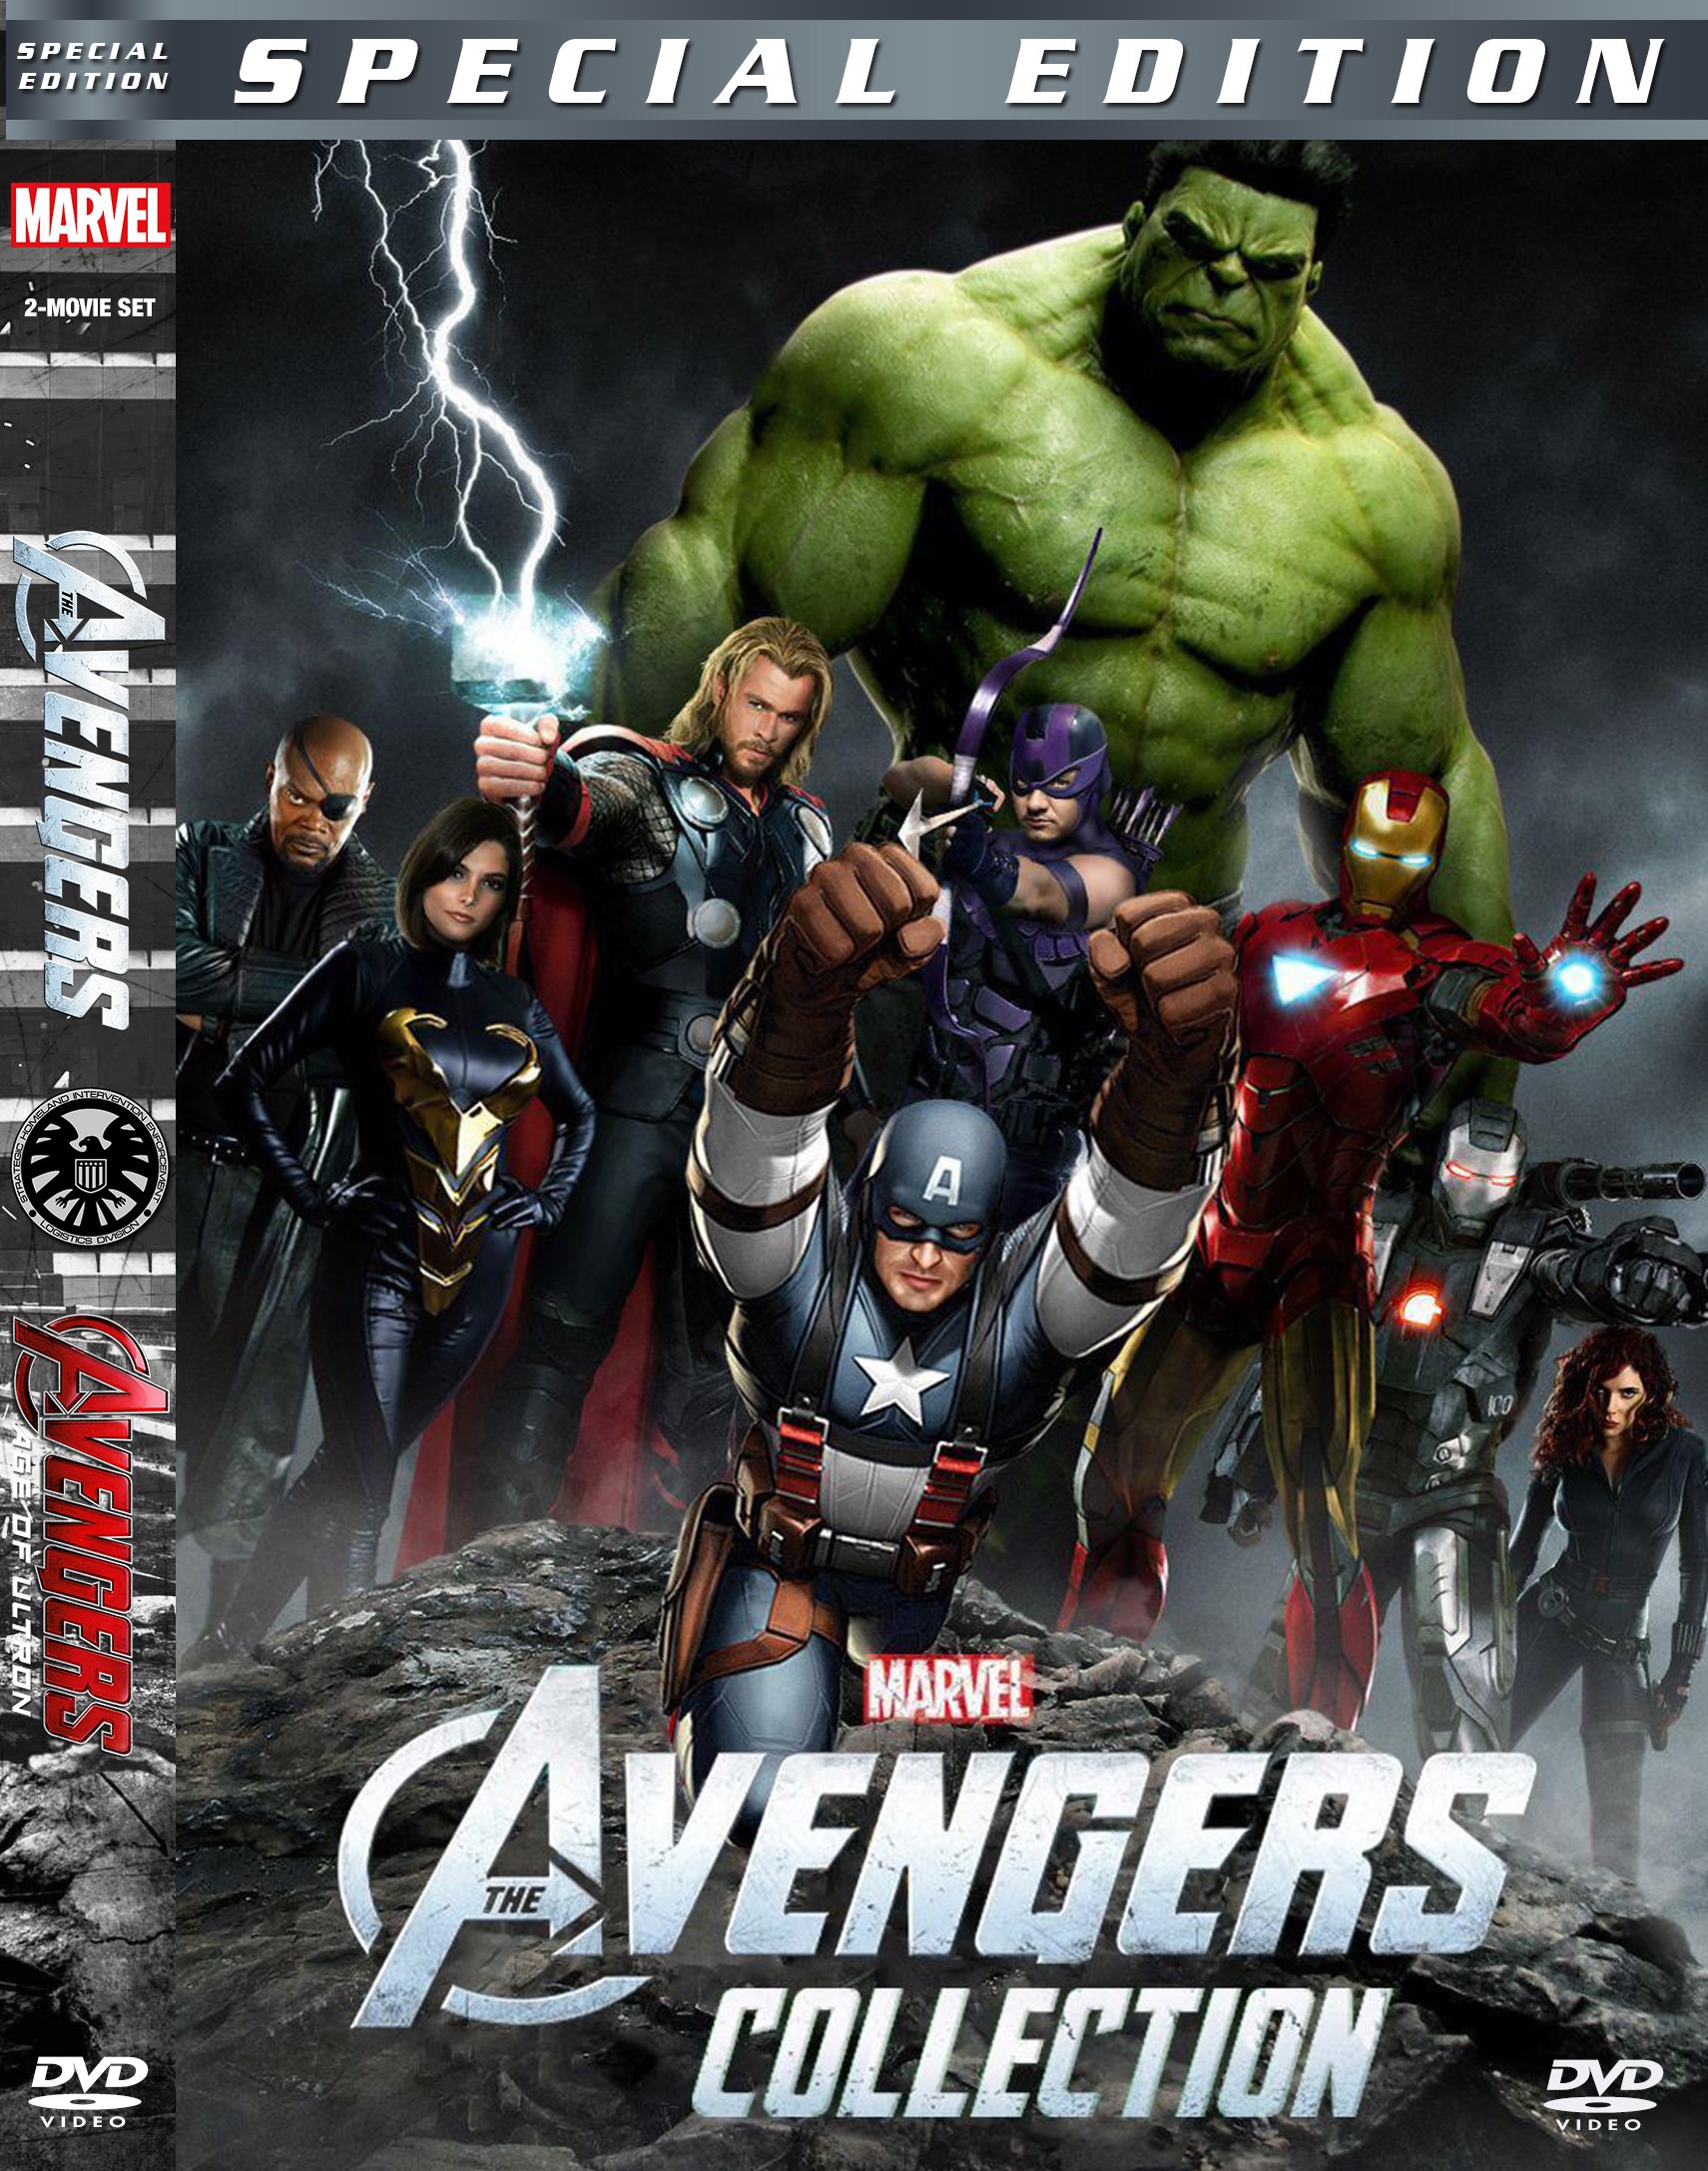 SPECIAL
EDITION
SPECIAL EDITION
MARVEL
2-MOVIE SET
THE
AVENGERS
STRATEGIC HOMELAND INTERVENTION ENFORCEMENT
LOGISTICS DIVISION
AVENGERS
AGE OF ULTRON
DVD
VIDEO
A
100
MARVEL
THE
AVENGERS
COLLECTION
DVD
VIDEO